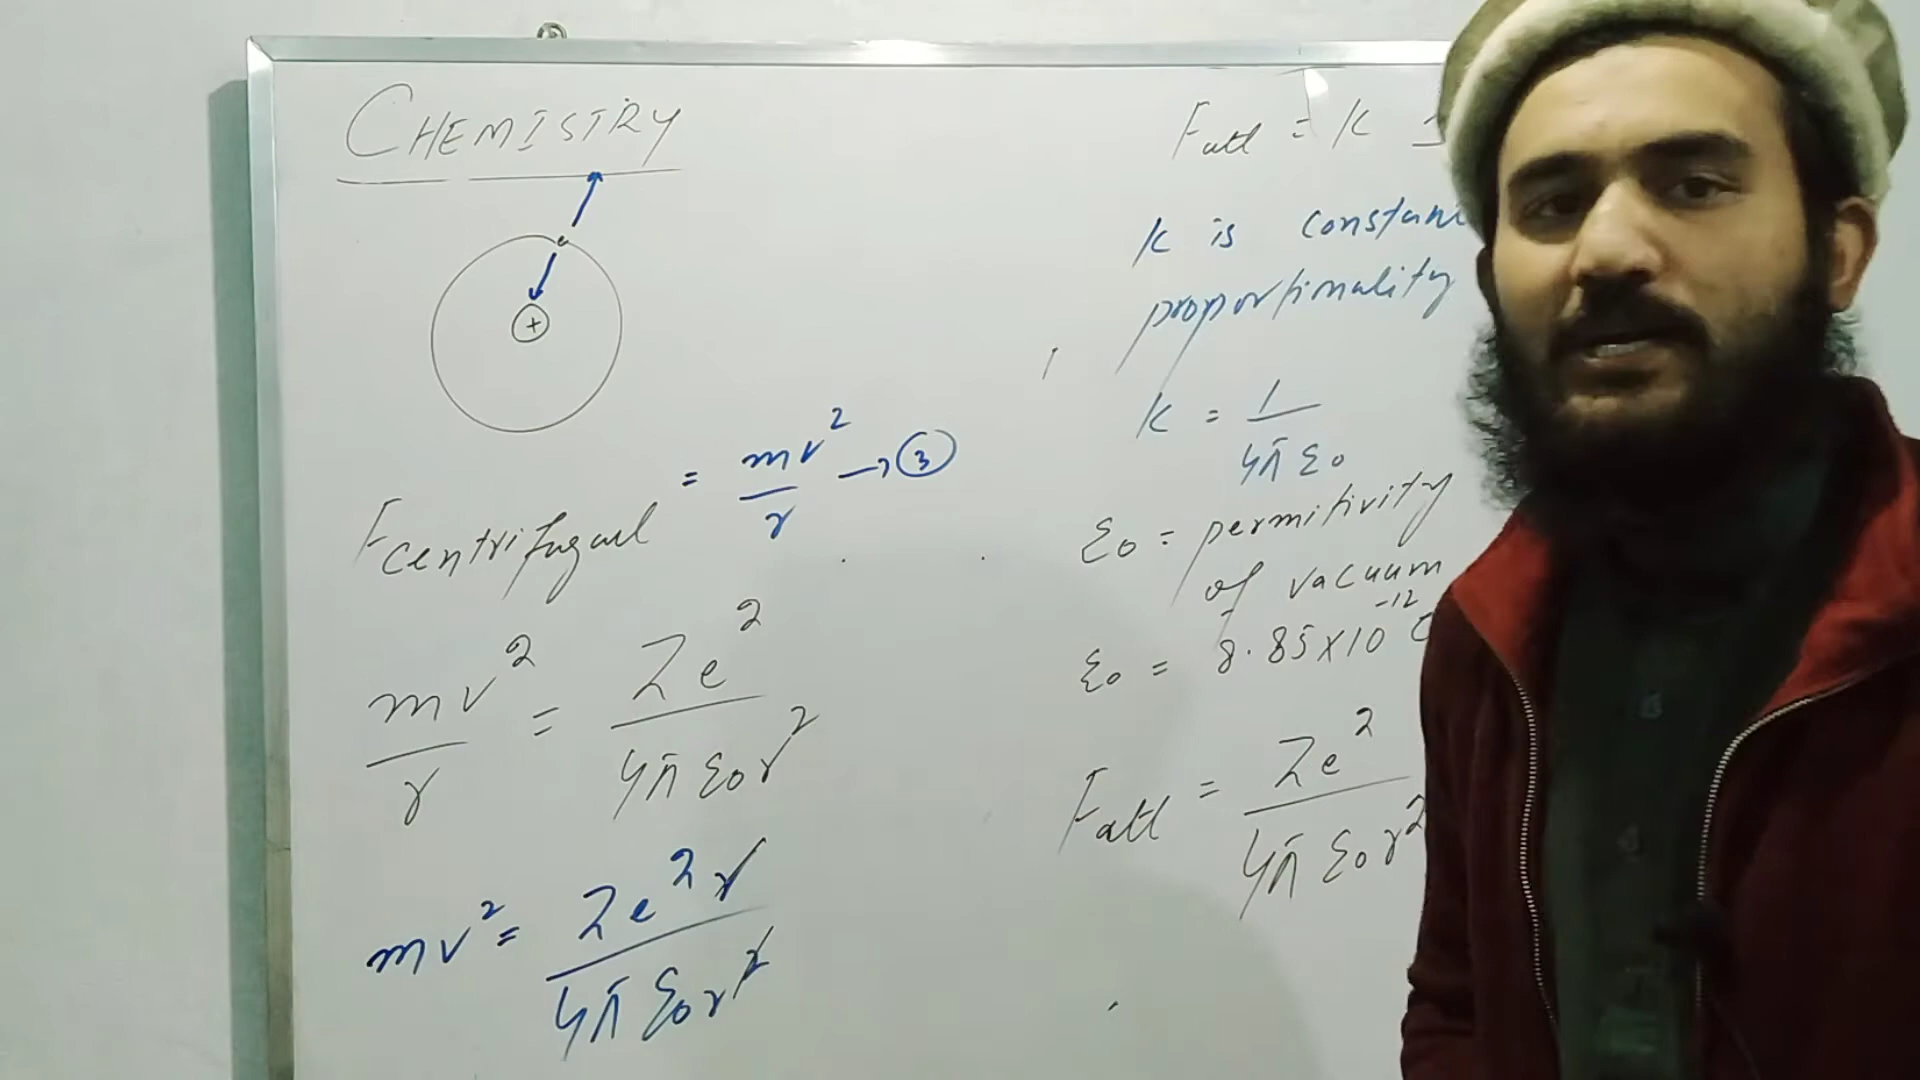 CHEMISTRY
+
Fcentrifugal = mv²/r → ③
mv²/r = Ze²/4πε₀r²
mv² = Ze²r/4πε₀r²
Fatt = K
K is constant
proportionality
K = 1/4πε₀
ε₀ = permitivity
of vacuum
ε₀ = 8.85×10⁻¹² C
Fatt = Ze²/4πε₀r²